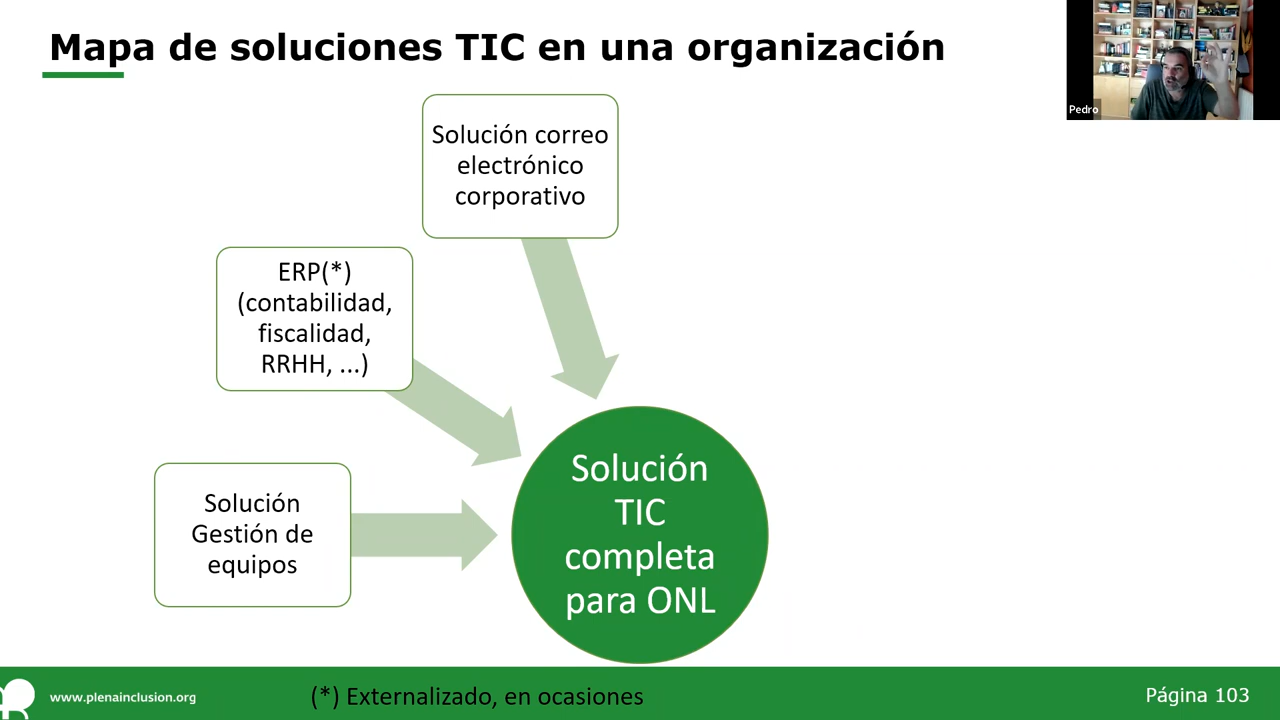 Mapa de soluciones TIC en una organización
Pedro
Solución correo
electrónico
corporativo
ERP(*)
(contabilidad,
fiscalidad,
RRHH, ...)
Solución
Gestión de
equipos
Solución
TIC
completa
para ONL
www.plenainclusion.org
(*) Externalizado, en ocasiones
Página 103